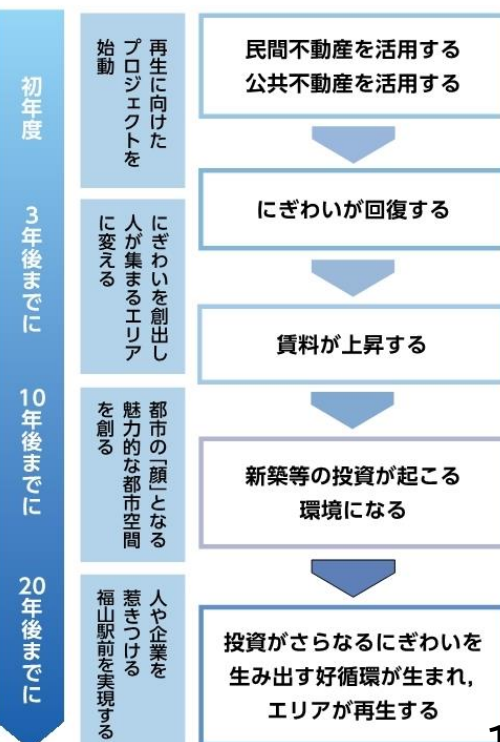 初年度
再生に向けた
プロジェクトを
始動
民間不動産を活用する
公共不動産を活用する
3年後までに
にぎわいを創出し
人が集まるエリア
に変える
にぎわいが回復する
賃料が上昇する
10年後までに
都市の「顔」となる
魅力的な都市空間
を創る
新築等の投資が起こる
環境になる
20年後までに
人や企業を
惹きつける
福山駅前を実現する
投資がさらなるにぎわいを
生み出す好循環が生まれ,
エリアが再生する